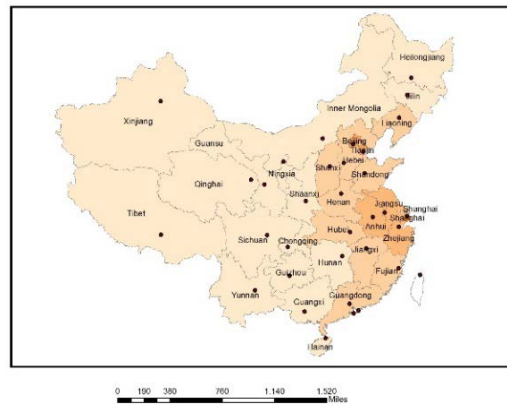 Heilongjiang
Jilin
Inner Mongolia
Liaoning
Xinjiang
Beijing
Tianjin
Guansu
Hebei
Ningxia
Shanxi
Shandong
Qinghai
Shaanxi
Henan
Jiangsu
Shanghai
Shanghai
Tibet
Anhui
Hubei
Zhejiang
Sichuan
Chongqing
Jiangxi
Hunan
Guizhou
Fujian
Yunnan
Guangxi
Guangdong
Hainan
0 190 380 760 1.140 1.520
Miles